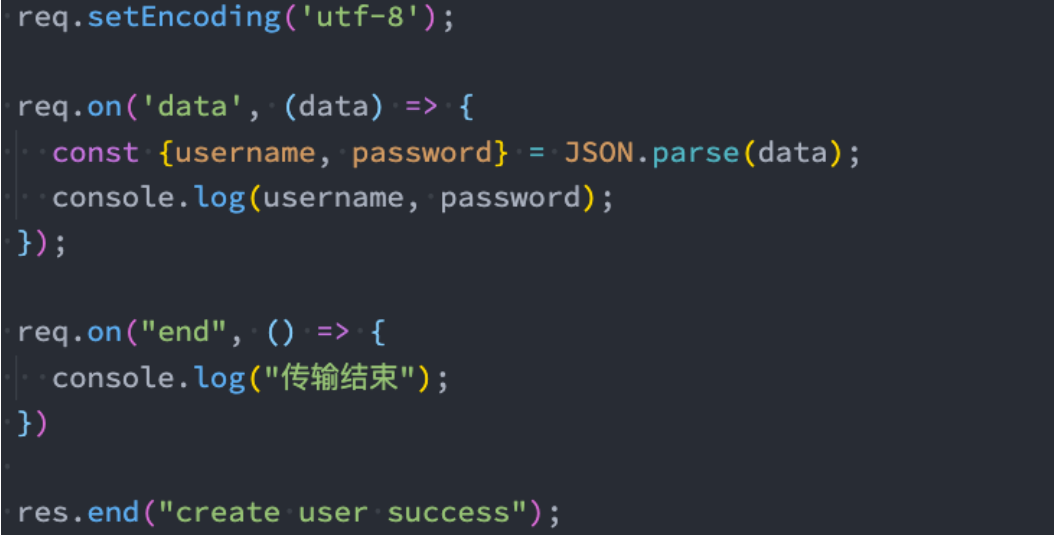 req.setEncoding('utf-8');
req.on('data', (data) => {
const {username, password} = JSON.parse(data);
console.log(username, password);
});
req.on("end", () => {
console.log("传输结束");
})
res.end("create user success");